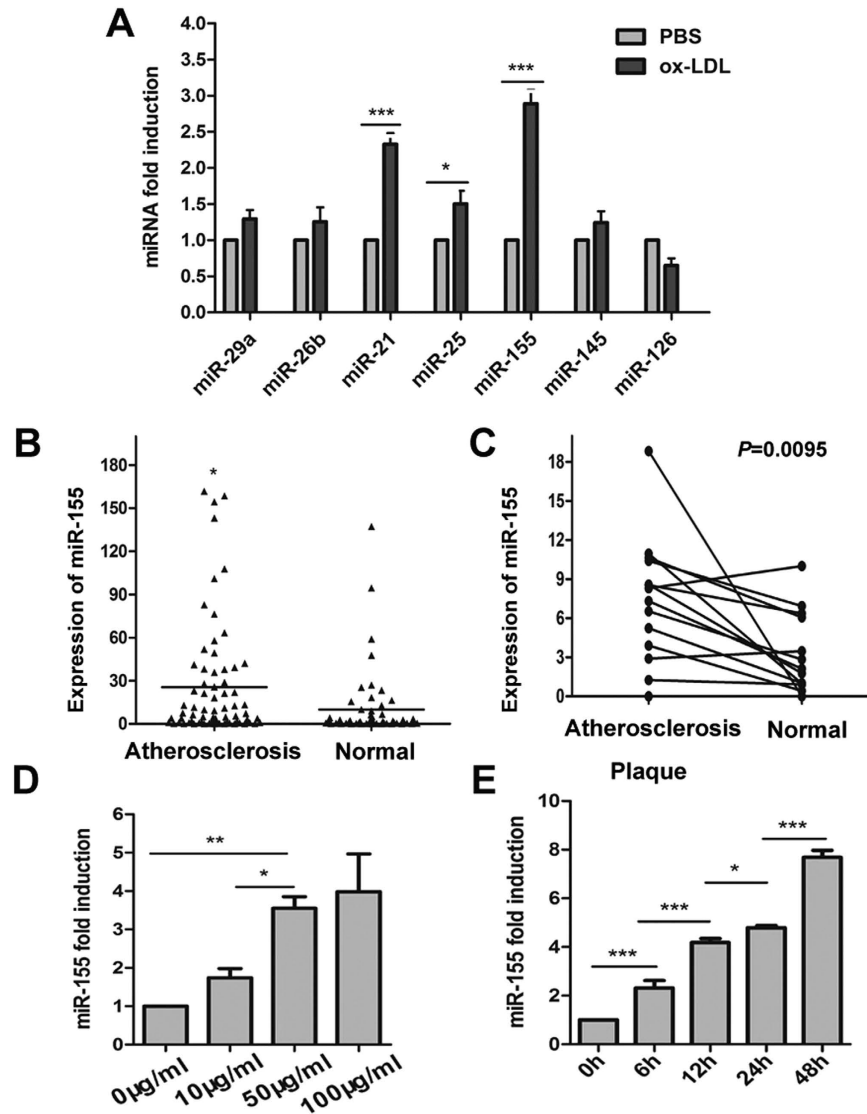 A
PBS
ox-LDL
miRNA fold induction
4.0
3.5
3.0
2.5
2.0
1.5
1.0
0.5
0.0
***
*
***
miR-29a
miR-26b
miR-21
miR-25
miR-155
miR-145
miR-126
B
Expression of miR-155
180
150
120
90
60
30
0
*
Atherosclerosis
Normal
C
P=0.0095
Expression of miR-155
18
15
12
9
6
3
0
Atherosclerosis
Normal
Plaque
D
miR-155 fold induction
6
5
4
3
2
1
0
**
*
0μg/ml
10μg/ml
50μg/ml
100μg/ml
E
miR-155 fold induction
10
8
6
4
2
0
***
***
*
***
0h
6h
12h
24h
48h